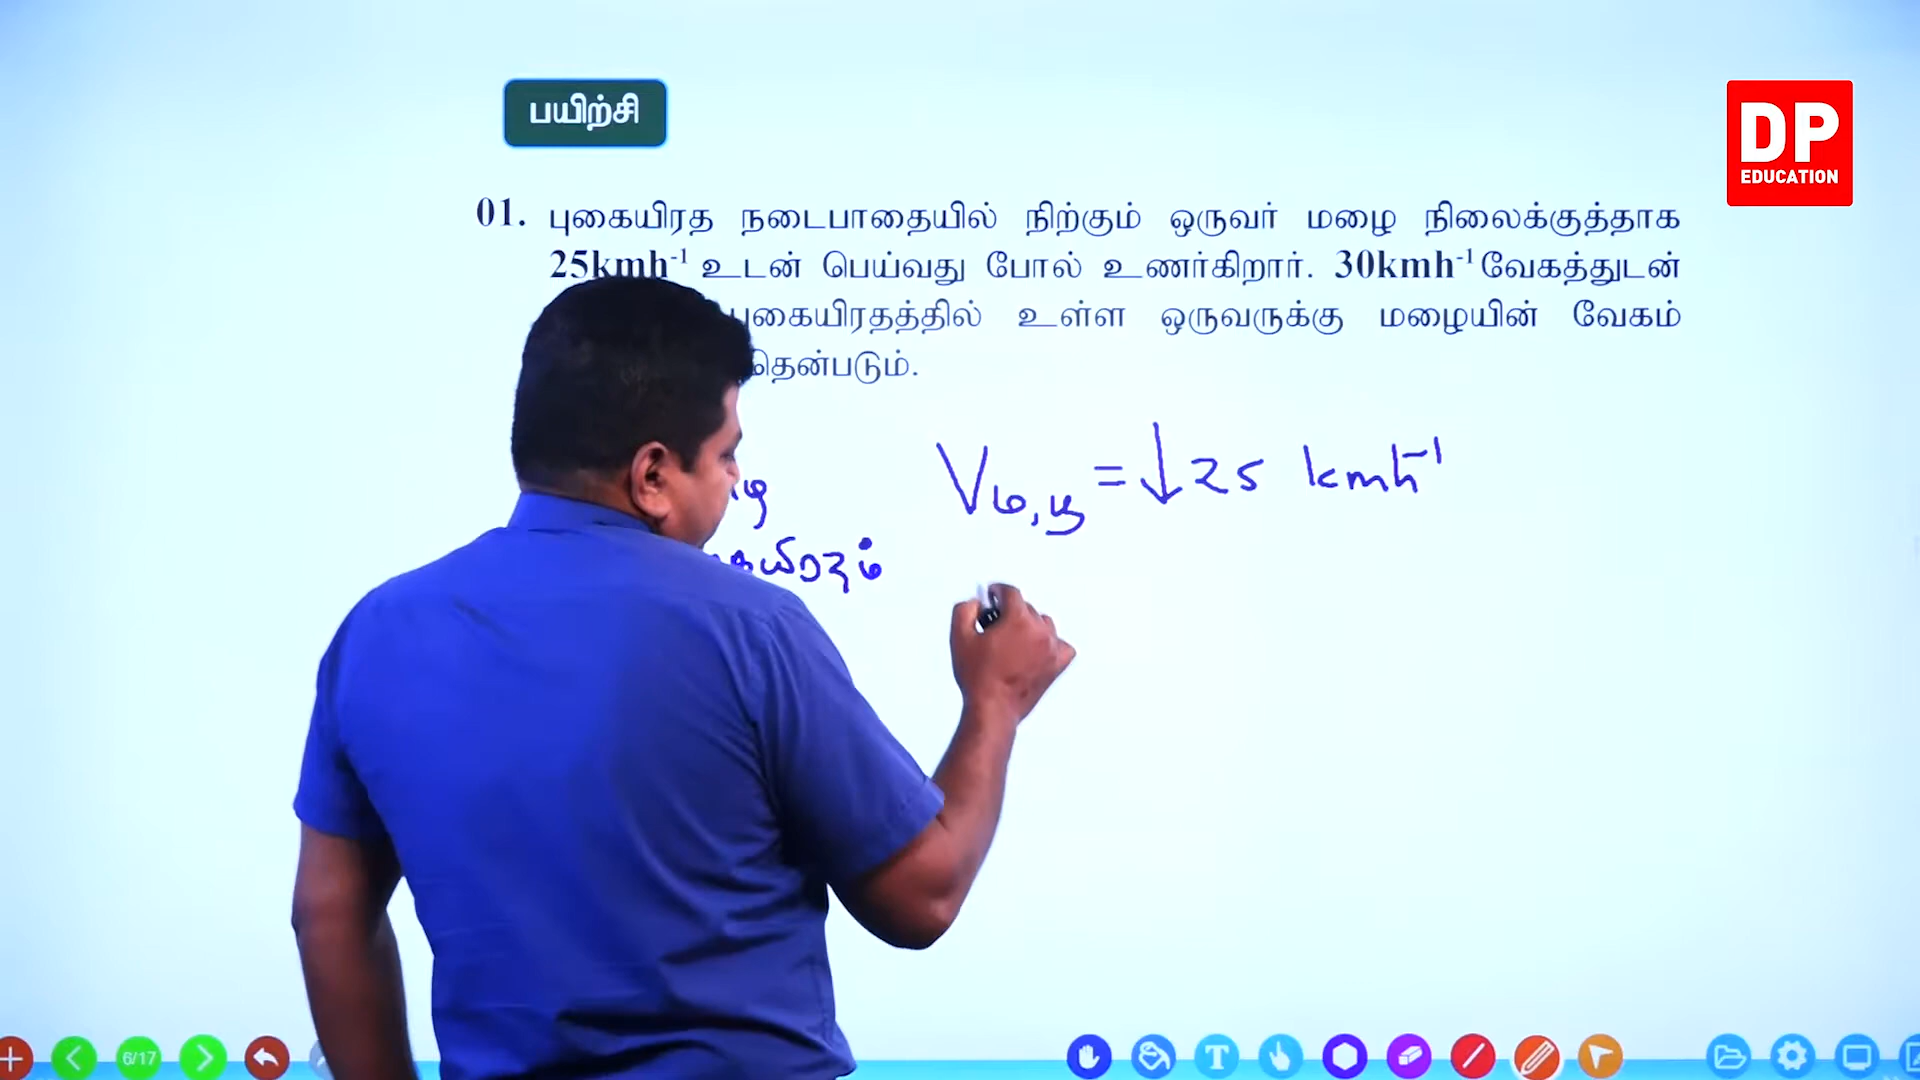 பயிற்சி
DP
EDUCATION
01. புகையிரத நடைபாதையில் நிற்கும் ஒருவர் மழை நிலைக்குத்தாக
25kmh⁻¹ உடன் பெய்வது போல் உணர்கிறார். 30kmh⁻¹ வேகத்துடன்
புகையிரதத்தில் உள்ள ஒருவருக்கு மழையின் வேகம்
தென்படும்.
V ம,பூ = ↓ 25 kmh⁻¹
6/17
T